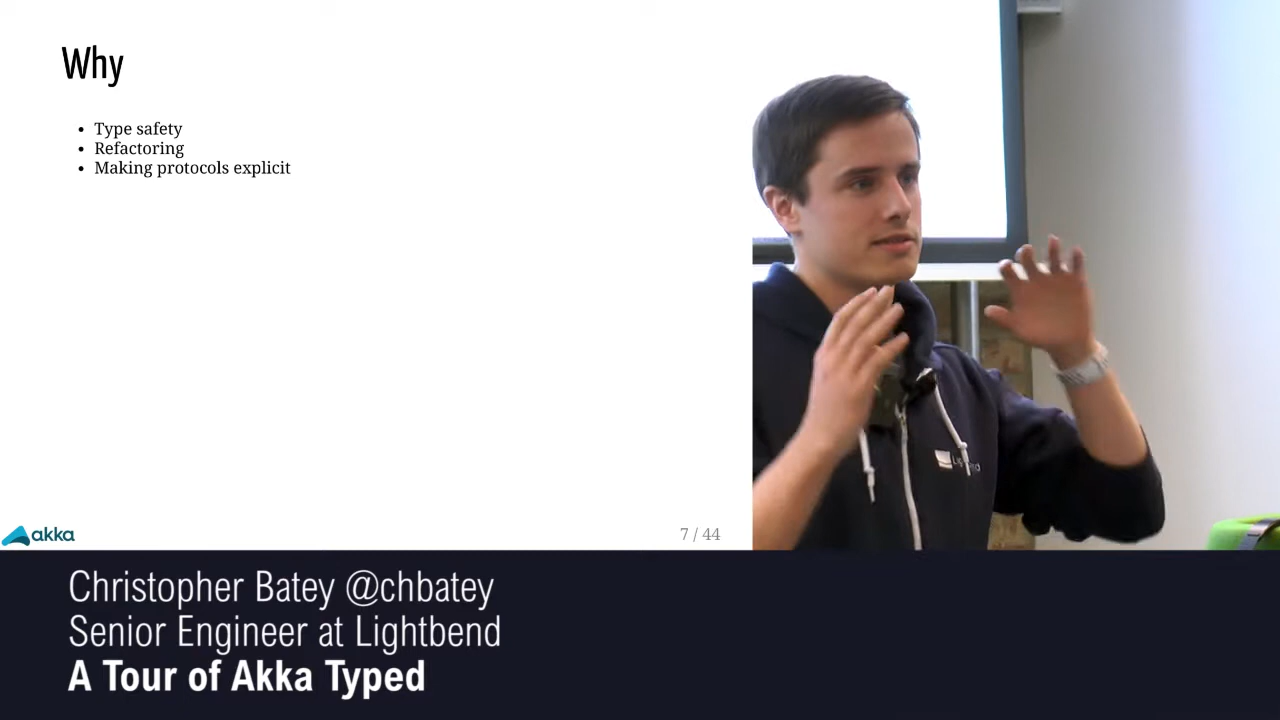 Why
Type safety
Refactoring
Making protocols explicit
akka
7 / 44
Christopher Batey @chbatey
Senior Engineer at Lightbend
A Tour of Akka Typed